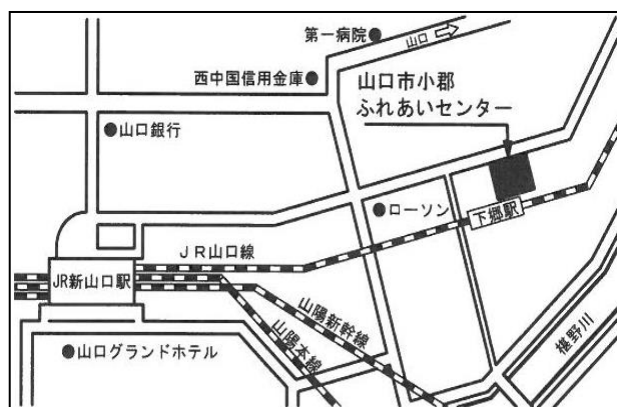 第一病院
山口
西中国信用金庫
山口市小郡
ふれあいセンター
山口銀行
ローソン
下郷駅
JR山口線
JR新山口駅
山陽新幹線
山陽本線
山口グランドホテル
椹野川